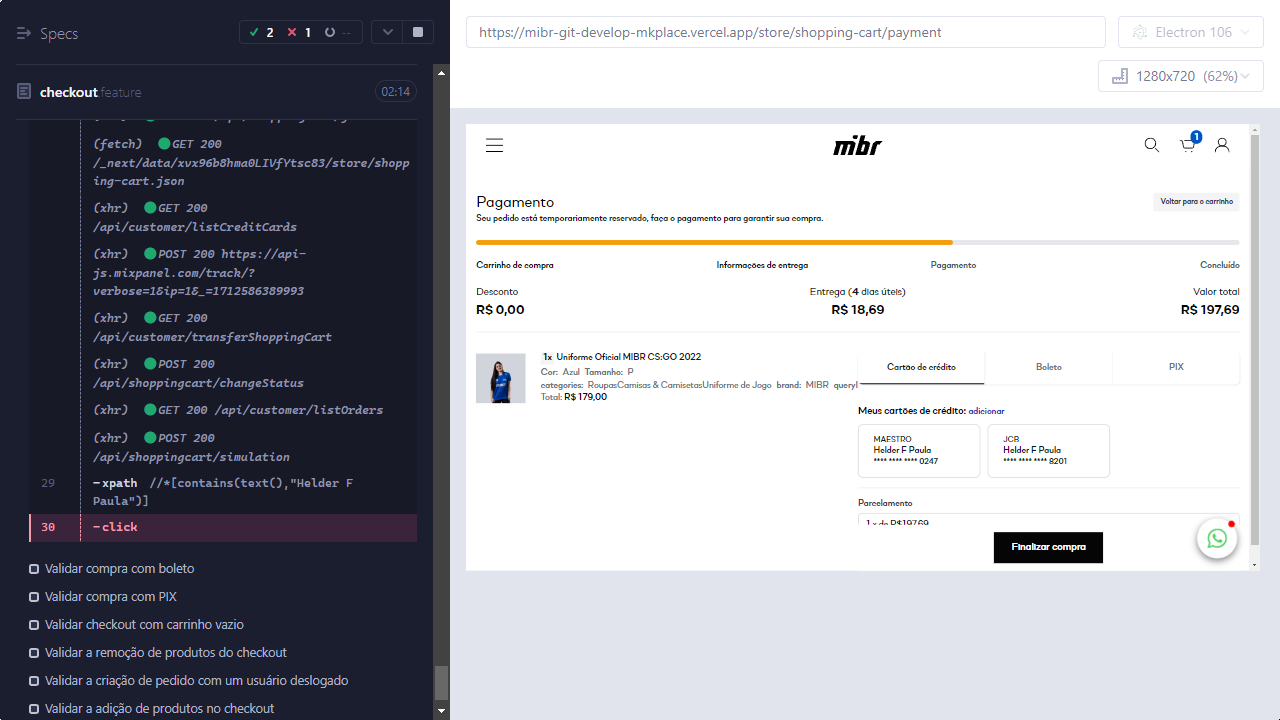 Specs
2
1
--
checkout.feature
02:14
(fetch) GET 200
/_next/data/xvx96b8hma0LIVfYtsc83/store/shopp
ing-cart.json
(xhr) GET 200
/api/customer/listCreditCards
(xhr) POST 200 https://api-
js.mixpanel.com/track/?
verbose=1&ip=1&_=1712586389993
(xhr) GET 200
/api/customer/transferShoppingCart
(xhr) POST 200
/api/shoppingcart/changeStatus
(xhr) GET 200 /api/customer/listOrders
(xhr) POST 200
/api/shoppingcart/simulation
29 -xpath //*[contains(text(),"Helder F
Paula")]
30 -click
Validar compra com boleto
Validar compra com PIX
Validar checkout com carrinho vazio
Validar a remoção de produtos do checkout
Validar a criação de pedido com um usuário deslogado
Validar a adição de produtos no checkout
https://mibr-git-develop-mkplace.vercel.app/store/shopping-cart/payment
Electron 106
1280x720 (62%)
mibr
1
Pagamento
Voltar para o carrinho
Seu pedido está temporariamente reservado, faça o pagamento para garantir sua compra.
Carrinho de compra
Informações de entrega
Pagamento
Concluído
Desconto
Entrega (4 dias úteis)
Valor total
R$ 0,00
R$ 18,69
R$ 197,69
1x Uniforme Oficial MIBR CS:GO 2022
Cor: Azul Tamanho: P
categories: RoupasCamisas & CamisetasUniforme de Jogo brand: MIBR queryl
Total: R$ 179,00
Cartão de crédito
Boleto
PIX
Meus cartões de crédito: adicionar
MAESTRO
Helder F Paula
**** **** **** 0247
JCB
Helder F Paula
**** **** **** 8201
Parcelamento
1 x de R$197,69
Finalizar compra